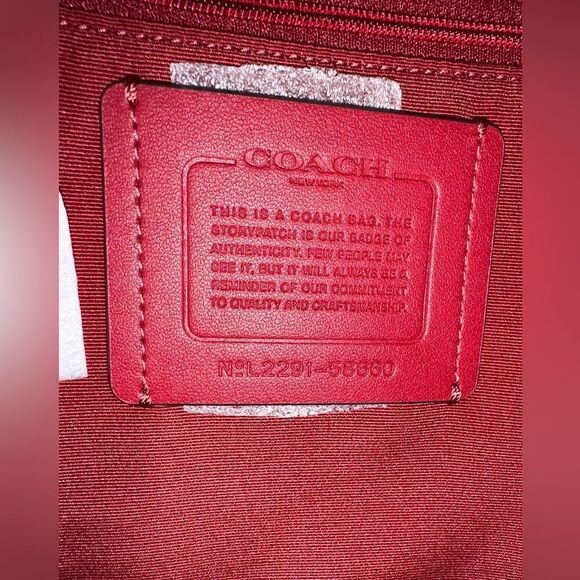 COACH
NEW YORK
THIS IS A COACH BAG. THE
STORYPATCH IS OUR BADGE OF
AUTHENTICITY. FEW PEOPLE MAY
SEE IT, BUT IT WILL ALWAYS BE A
REMINDER OF OUR COMMITMENT
TO QUALITY AND CRAFTSMANSHIP.
Nº L2291-58660